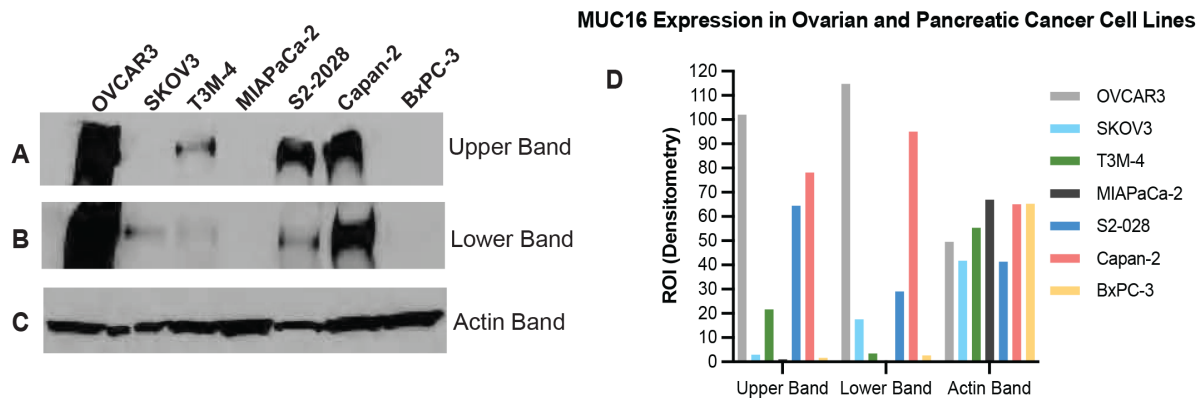 MUC16 Expression in Ovarian and Pancreatic Cancer Cell Lines
OVCAR3
SKOV3
T3M-4
MIAPaCa-2
S2-2028
Capan-2
BxPC-3
A
Upper Band
B
Lower Band
C
Actin Band
D
ROI (Densitometry)
120
110
100
90
80
70
60
50
40
30
20
10
0
Upper Band
Lower Band
Actin Band
OVCAR3
SKOV3
T3M-4
MIAPaCa-2
S2-028
Capan-2
BxPC-3